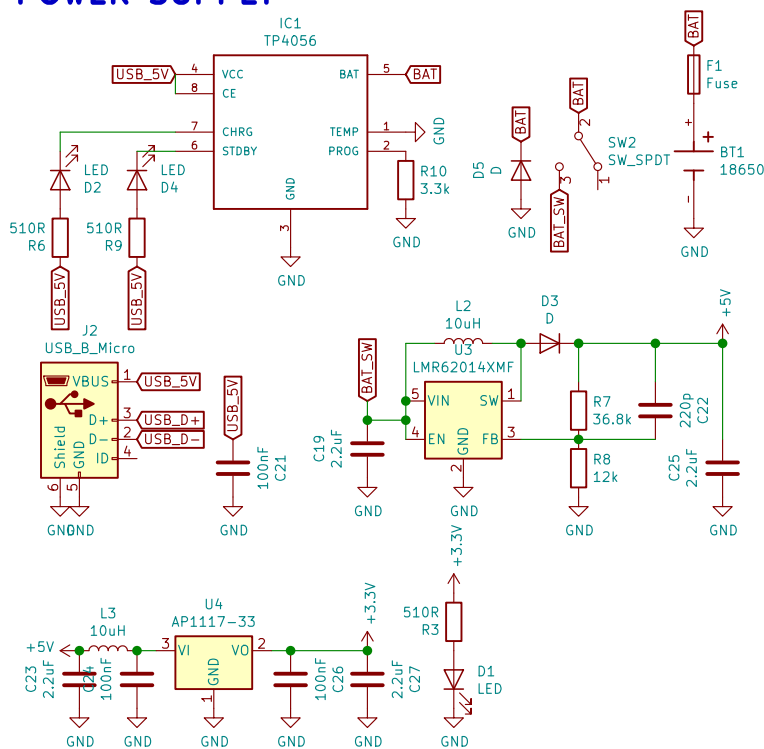 POWER SUPPLY
IC1
TP4056
USB_5V
4
VCC
BAT
5
BAT
8
CE
7
CHRG
TEMP
1
GND
6
STDBY
PROG
2
GND
3
GND
R10
3.3k
GND
LED
D2
LED
D4
510R
R6
510R
R9
USB_5V
USB_5V
BAT
D5
D
GND
BAT
2
SW2
SW_SPDT
3
1
BAT_SW
BAT
F1
Fuse
+
+
BT1
18650
-
GND
J2
USB_B_Micro
VBUS
1
USB_5V
D+
3
USB_D+
D-
2
USB_D-
ID
4
Shield
GND
6
5
GND
GND
USB_5V
100nF
C21
GND
BAT_SW
C19
2.2uF
GND
L2
10uH
U3
LMR62014XMF
5
VIN
SW
1
4
EN
GND
FB
3
2
GND
D3
D
R7
36.8k
R8
12k
GND
220p
C22
+5V
C25
2.2uF
GND
+5V
L3
10uH
C23
2.2uF
GND
C24
100nF
GND
U4
AP1117-33
3
VI
VO
2
GND
1
GND
100nF
C26
GND
+3.3V
2.2uF
C27
GND
+3.3V
510R
R3
D1
LED
GND